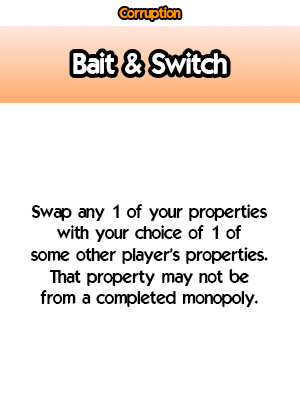 Corruption
Bait & Switch
Swap any 1 of your properties
with your choice of 1 of
some other player's properties.
That property may not be
from a completed monopoly.